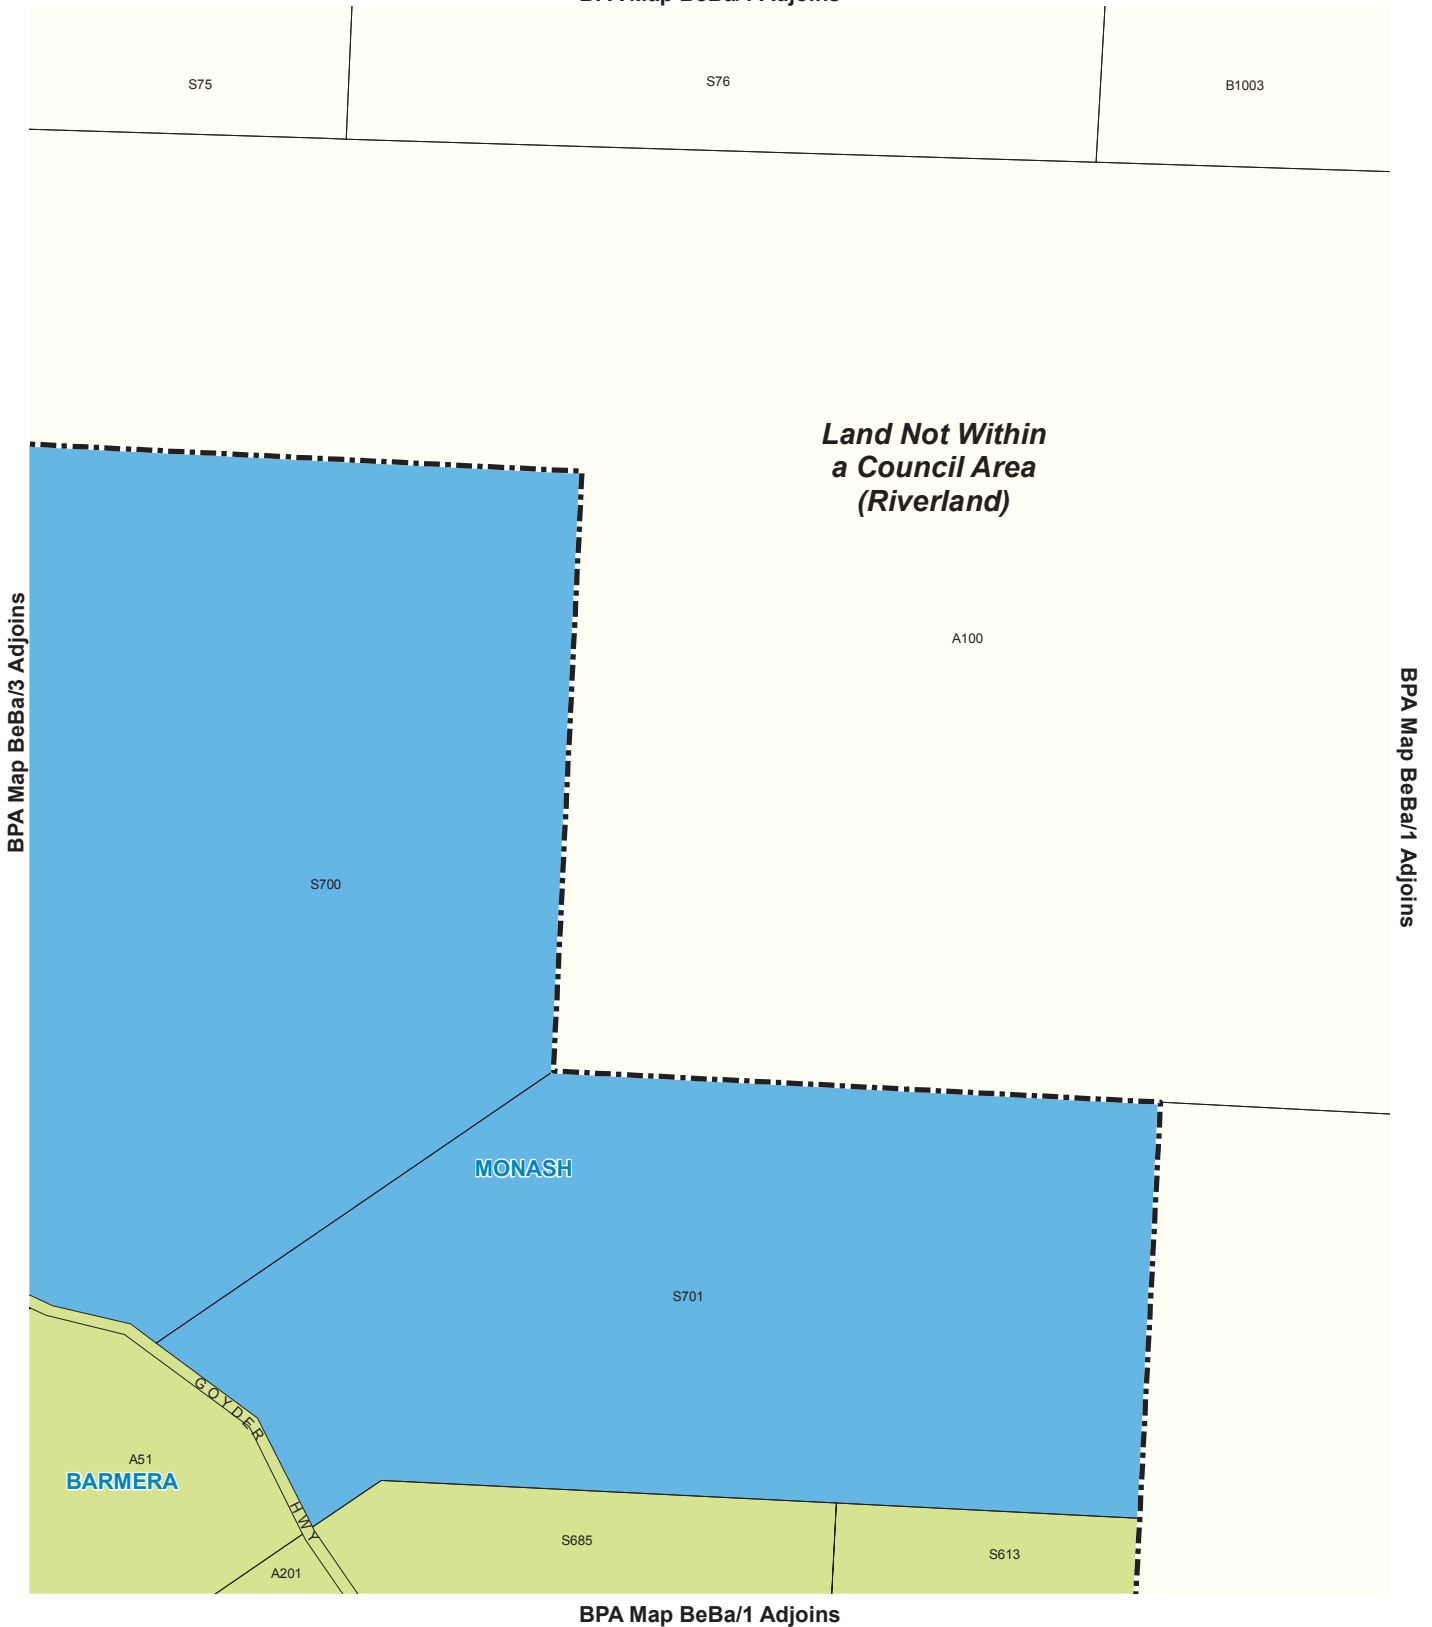 S75
S76
B1003
Land Not Within
a Council Area
(Riverland)
A100
BPA Map BeBa/3 Adjoins
BPA Map BeBa/1 Adjoins
S700
MONASH
S701
GOYDER HWY
A51
BARMERA
S685
S613
A201
BPA Map BeBa/1 Adjoins